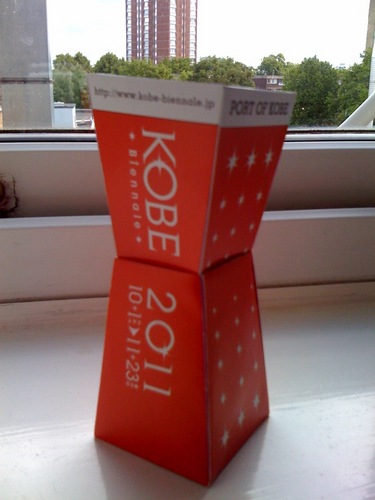 http://www.kobe-biennale.jp
PORT OF KOBE
KOBE
Biennale
2011
10.1 11.23